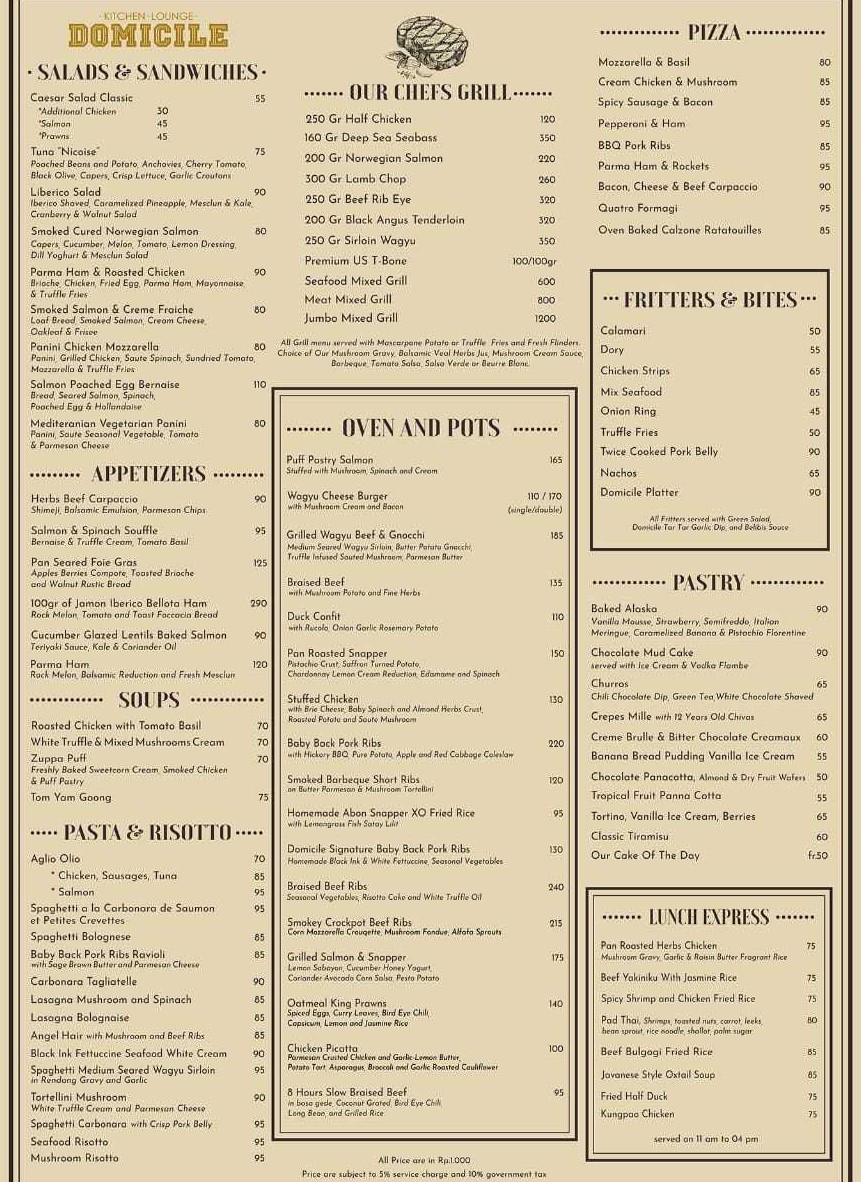 · KITCHEN · LOUNGE ·
DOMICILE
· SALADS & SANDWICHES ·
Caesar Salad Classic 55
*Additional Chicken 30
*Salmon 45
*Prawns 45
Tuna "Nicoise" 75
Poached Beans and Potato, Anchovies, Cherry Tomato,
Black Olive, Capers, Crisp Lettuce, Garlic Croutons
Liberico Salad 90
Iberico Shaved, Caramelized Pineapple, Mesclun & Kale,
Cranberry & Walnut Salad
Smoked Cured Norwegian Salmon 80
Capers, Cucumber, Melon, Tomato, Lemon Dressing,
Dill Yoghurt & Mesclun Salad
Parma Ham & Roasted Chicken 90
Brioche, Chicken, Fried Egg, Parma Ham, Mayonnaise,
& Truffle Fries
Smoked Salmon & Creme Fraiche 80
Loaf Bread, Smoked Salmon, Cream Cheese,
Oakleaf & Frisee
Panini Chicken Mozzarella 80
Panini, Grilled Chicken, Saute Spinach, Sundried Tomato,
Mozzarella & Truffle Fries
Salmon Poached Egg Bernaise 110
Bread, Seared Salmon, Spinach,
Poached Egg & Hollandaise
Mediteranian Vegetarian Panini 80
Panini, Saute Seasonal Vegetable, Tomato
& Parmesan Cheese
········· APPETIZERS ·········
Herbs Beef Carpaccio 90
Shimeji, Balsamic Emulsion, Parmesan Chips
Salmon & Spinach Souffle 95
Bernaise & Truffle Cream, Tomato Basil
Pan Seared Foie Gras 125
Apples Berries Compote, Toasted Brioche
and Walnut Rustic Bread
100gr of Jamon Iberico Bellota Ham 290
Rock Melon, Tomato and Toast Foccacia Bread
Cucumber Glazed Lentils Baked Salmon 90
Teriyaki Sauce, Kale & Coriander Oil
Parma Ham 120
Rock Melon, Balsamic Reduction and Fresh Mesclun
············· SOUPS ·············
Roasted Chicken with Tomato Basil 70
White Truffle & Mixed Mushrooms Cream 70
Zuppa Puff 70
Freshly Baked Sweetcorn Cream, Smoked Chicken
& Puff Pastry
Tom Yam Goong 75
····· PASTA & RISOTTO ·····
Aglio Olio 70
* Chicken, Sausages, Tuna 85
* Salmon 95
Spaghetti a la Carbonara de Saumon 95
et Petites Crevettes
Spaghetti Bolognese 85
Baby Back Pork Ribs Ravioli 85
with Sage Brown Butter and Parmesan Cheese
Carbonara Tagliatelle 90
Lasagna Mushroom and Spinach 85
Lasagna Bolognaise 85
Angel Hair with Mushroom and Beef Ribs 85
Black Ink Fettuccine Seafood White Cream 90
Spaghetti Medium Seared Wagyu Sirloin 95
in Rendang Gravy and Garlic
Tortellini Mushroom 90
White Truffle Cream and Parmesan Cheese
Spaghetti Carbonara with Crisp Pork Belly 95
Seafood Risotto 95
Mushroom Risotto 95
······· OUR CHEFS GRILL ·······
250 Gr Half Chicken 120
160 Gr Deep Sea Seabass 350
200 Gr Norwegian Salmon 220
300 Gr Lamb Chop 260
250 Gr Beef Rib Eye 320
200 Gr Black Angus Tenderloin 320
250 Gr Sirloin Wagyu 350
Premium US T-Bone 100/100gr
Seafood Mixed Grill 600
Meat Mixed Grill 800
Jumbo Mixed Grill 1200
All Grill menu served with Mascarpone Potato or Truffle Fries and Fresh Flinders.
Choice of Our Mushroom Gravy, Balsamic Veal Herbs Jus, Mushroom Cream Sauce,
Barbeque, Tomato Salsa, Salsa Verde or Beurre Blanc.
········ OVEN AND POTS ········
Puff Pastry Salmon 165
Stuffed with Mushroom, Spinach and Cream
Wagyu Cheese Burger 110 / 170
with Mushroom Cream and Bacon (single/double)
Grilled Wagyu Beef & Gnocchi 185
Medium Seared Wagyu Sirloin, Butter Potato Gnocchi,
Truffle Infused Sauted Mushroom, Parmesan Butter
Braised Beef 135
with Mushroom Potato and Fine Herbs
Duck Confit 110
with Rucola, Onion Garlic Rosemary Potato
Pan Roasted Snapper 150
Pistachio Crust, Saffron Turned Potato,
Chardonnay Lemon Cream Reduction, Edamame and Spinach
Stuffed Chicken 130
with Brie Cheese, Baby Spinach and Almond Herbs Crust,
Roasted Potato and Saute Mushroom
Baby Back Pork Ribs 220
with Hickory BBQ, Pure Potato, Apple and Red Cabbage Coleslaw
Smoked Barbeque Short Ribs 120
on Butter Parmesan & Mushroom Tortellini
Homemade Abon Snapper XO Fried Rice 95
with Lemongrass Fish Satay Lilit
Domicile Signature Baby Back Pork Ribs 130
Homemade Black Ink & White Fettuccine, Seasonal Vegetables
Braised Beef Ribs 240
Seasonal Vegetables, Risotto Cake and White Truffle Oil
Smokey Crockpot Beef Ribs 215
Corn Mozzarella Crouqette, Mushroom Fondue, Alfafa Sprouts
Grilled Salmon & Snapper 175
Lemon Sabayon, Cucumber Honey Yogurt,
Coriander Avocado Corn Salsa, Pesto Potato
Oatmeal King Prawns 140
Spiced Eggs, Curry Leaves, Bird Eye Chili,
Capsicum, Lemon and Jasmine Rice
Chicken Picatta 100
Parmesan Crusted Chicken and Garlic-Lemon Butter,
Potato Tart, Asparagus, Broccoli and Garlic Roasted Cauliflower
8 Hours Slow Braised Beef 95
in basa gede, Coconut Grated, Bird Eye Chili,
Long Bean, and Grilled Rice
All Price are in Rp.1.000
Price are subject to 5% service charge and 10% government tax
············· PIZZA ·············
Mozzarella & Basil 80
Cream Chicken & Mushroom 85
Spicy Sausage & Bacon 85
Pepperoni & Ham 95
BBQ Pork Ribs 85
Parma Ham & Rockets 95
Bacon, Cheese & Beef Carpaccio 90
Quatro Formagi 95
Oven Baked Calzone Ratatouilles 85
··· FRITTERS & BITES ···
Calamari 50
Dory 55
Chicken Strips 65
Mix Seafood 85
Onion Ring 45
Truffle Fries 50
Twice Cooked Pork Belly 90
Nachos 65
Domicile Platter 90
All Fritters served with Green Salad,
Domicile Tar Tar Garlic Dip, and Belibis Sauce
············ PASTRY ············
Baked Alaska 90
Vanilla Mousse, Strawberry, Semifreddo, Italian
Meringue, Caramelized Banana & Pistachio Florentine
Chocolate Mud Cake 90
served with Ice Cream & Vodka Flambe
Churros 65
Chili Chocolate Dip, Green Tea, White Chocolate Shaved
Crepes Mille with 12 Years Old Chivas 65
Creme Brulle & Bitter Chocolate Creamaux 60
Banana Bread Pudding Vanilla Ice Cream 55
Chocolate Panacotta, Almond & Dry Fruit Wafers 50
Tropical Fruit Panna Cotta 55
Tortino, Vanilla Ice Cream, Berries 65
Classic Tiramisu 60
Our Cake Of The Day fr.50
······· LUNCH EXPRESS ·······
Pan Roasted Herbs Chicken 75
Mushroom Gravy, Garlic & Raisin Butter Fragrant Rice
Beef Yakiniku With Jasmine Rice 75
Spicy Shrimp and Chicken Fried Rice 75
Pad Thai, Shrimps, toasted nuts, carrot, leeks, 80
bean sprout, rice noodle, shallot, palm sugar
Beef Bulgogi Fried Rice 85
Javanese Style Oxtail Soup 85
Fried Half Duck 75
Kungpao Chicken 75
served on 11 am to 04 pm